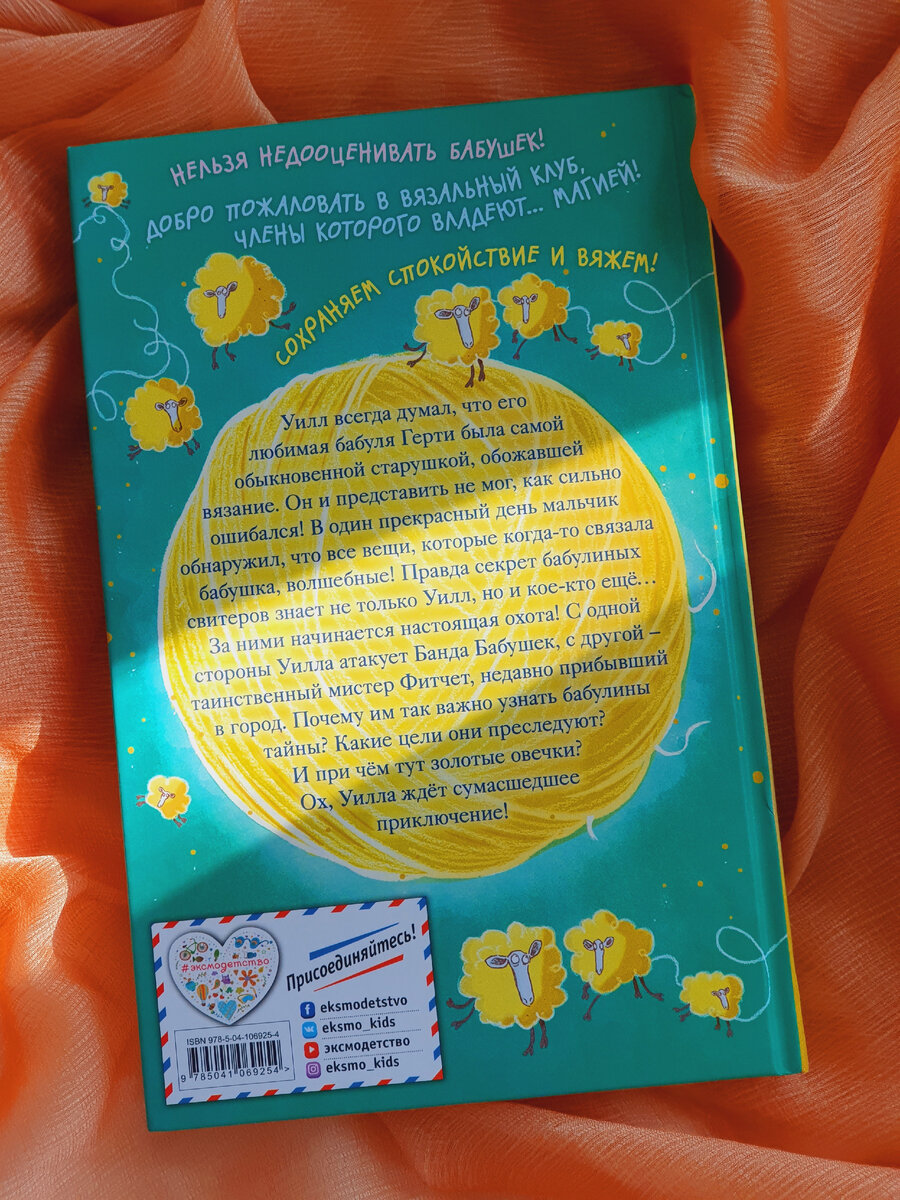 НЕЛЬЗЯ НЕДООЦЕНИВАТЬ БАБУШЕК!
ДОБРО ПОЖАЛОВАТЬ В ВЯЗАЛЬНЫЙ КЛУБ,
ЧЛЕНЫ КОТОРОГО ВЛАДЕЮТ... МАГИЕЙ!
СОХРАНЯЕМ СПОКОЙСТВИЕ И ВЯЖЕМ!
Уилл всегда думал, что его
любимая бабуля Герти была самой
обыкновенной старушкой, обожавшей
вязание. Он и представить не мог, как сильно
ошибался! В один прекрасный день мальчик
обнаружил, что все вещи, которые когда-то связала
бабушка, волшебные! Правда секрет бабулиных
свитеров знает не только Уилл, но и кое-кто ещё...
За ними начинается настоящая охота! С одной
стороны Уилла атакует Банда Бабушек, с другой –
таинственный мистер Фитчет, недавно прибывший
в город. Почему им так важно узнать бабулины
тайны? Какие цели они преследуют?
И при чём тут золотые овечки?
Ох, Уилла ждёт сумасшедшее
приключение!
#эксмодетство
Присоединяйтесь!
eksmodetstvo
eksmo_kids
эксмодетство
eksmo_kids
ISBN 978-5-04-106925-4
9 785041 069254 >